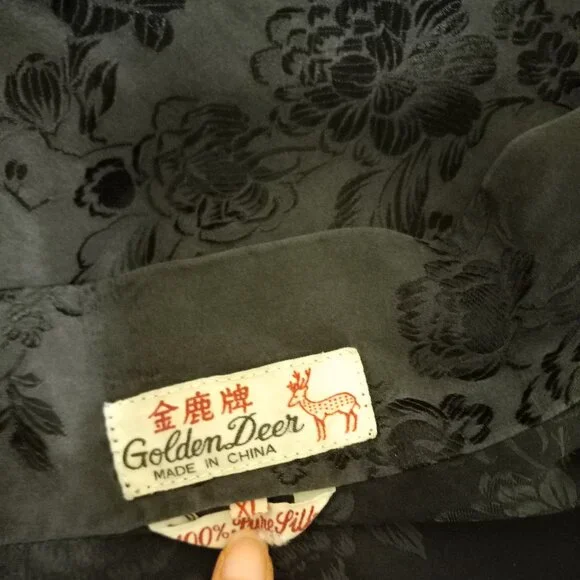 金鹿牌
Golden Deer
MADE IN CHINA
XL
100% Pure Silk